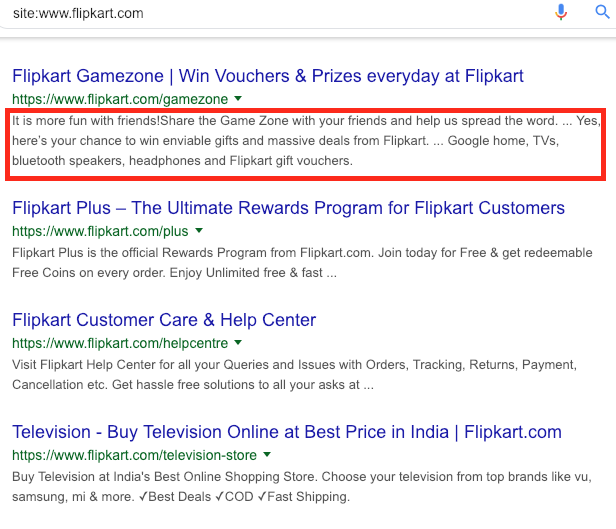 site:www.flipkart.com
Flipkart Gamezone | Win Vouchers & Prizes everyday at Flipkart
https://www.flipkart.com/gamezone
It is more fun with friends!Share the Game Zone with your friends and help us spread the word. ... Yes,
here's your chance to win enviable gifts and massive deals from Flipkart. ... Google home, TVs,
bluetooth speakers, headphones and Flipkart gift vouchers.
Flipkart Plus – The Ultimate Rewards Program for Flipkart Customers
https://www.flipkart.com/plus
Flipkart Plus is the official Rewards Program from Flipkart.com. Join today for Free & get redeemable
Free Coins on every order. Enjoy Unlimited free & fast ...
Flipkart Customer Care & Help Center
https://www.flipkart.com/helpcentre
Visit Flipkart Help Center for all your Queries and Issues with Orders, Tracking, Returns, Payment,
Cancellation etc. Get hassle free solutions to all your asks at ...
Television - Buy Television Online at Best Price in India | Flipkart.com
https://www.flipkart.com/television-store
Buy Television at India's Best Online Shopping Store. Choose your television from top brands like vu,
samsung, mi & more. ✓Best Deals ✓COD ✓Fast Shipping.